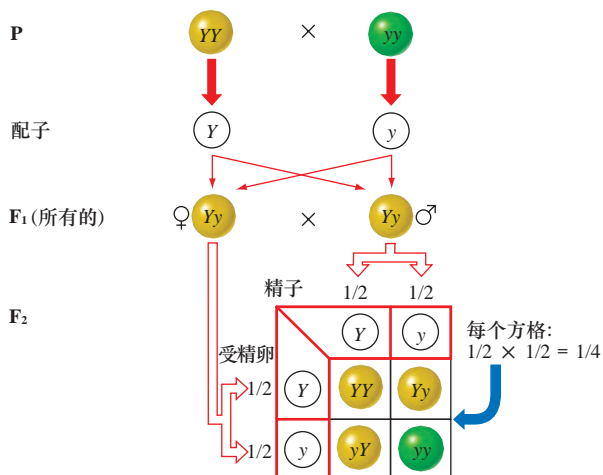 P YY × yy
配子 Y y
F₁(所有的) ♀ Yy × Yy ♂
精子 1/2 1/2
F₂
Y y
每个方格:
1/2 × 1/2 = 1/4
受精卵
1/2 Y YY Yy
1/2 y yY yy